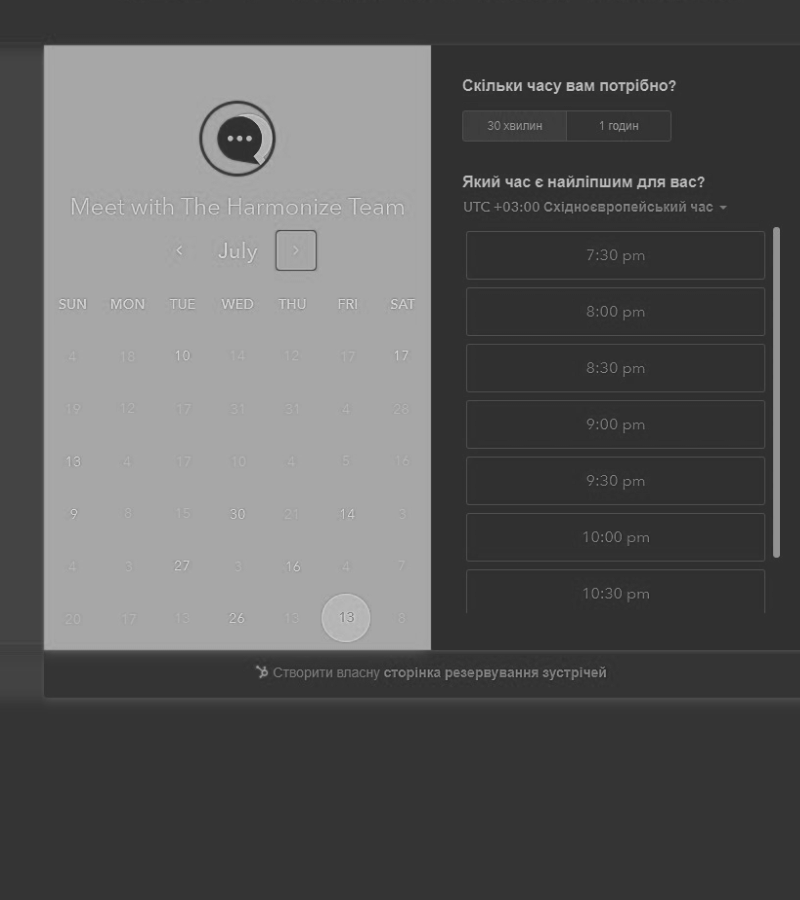 Meet with The Harmonize Team
July
SUN MON TUE WED THU FRI SAT
4 18 10 14 12 17 17
19 12 17 31 31 4 28
13 4 17 10 4 5 16
9 8 15 30 21 14 3
4 3 27 3 16 4 7
20 17 13 26 13 13 8
Скільки часу вам потрібно?
30 хвилин 1 годин
Який час є найліпшим для вас?
UTC +03:00 Східноєвропейський час
7:30 pm
8:00 pm
8:30 pm
9:00 pm
9:30 pm
10:00 pm
10:30 pm
Створити власну сторінка резервування зустрічей